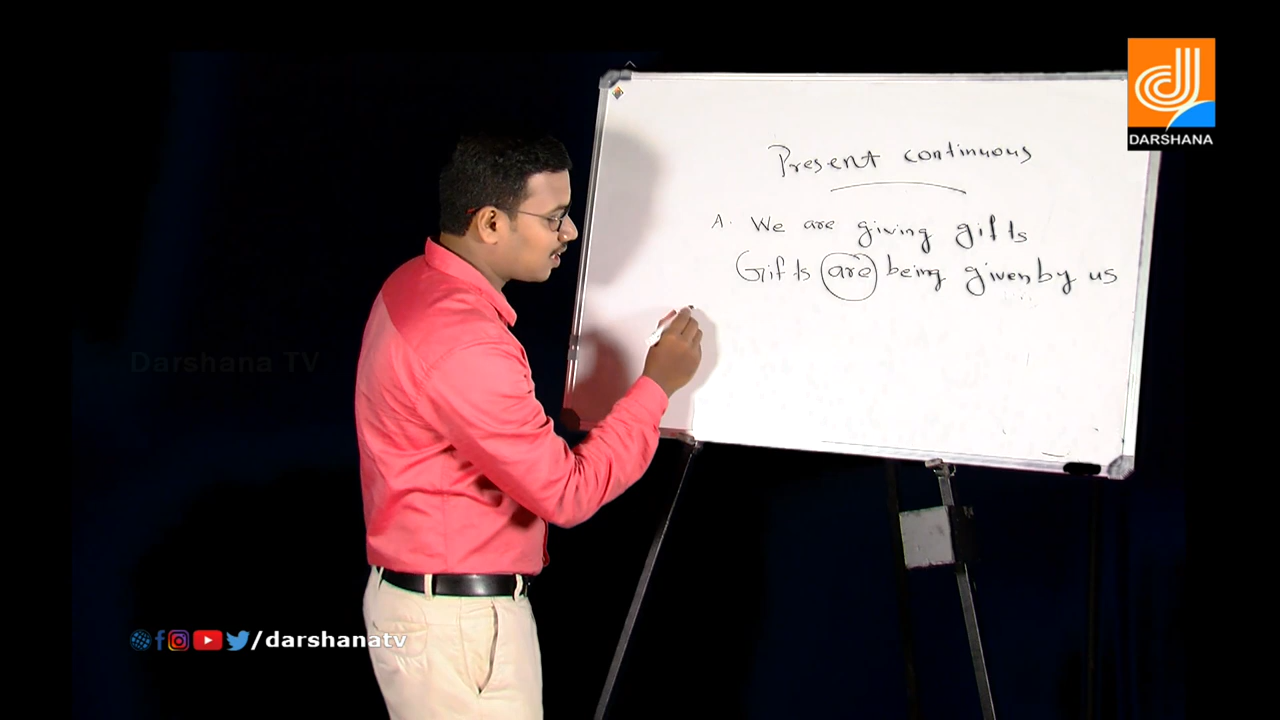 DARSHANA
Present continuous
A. We are giving gifts
Gifts are being given by us
Darshana TV
/darshanatv